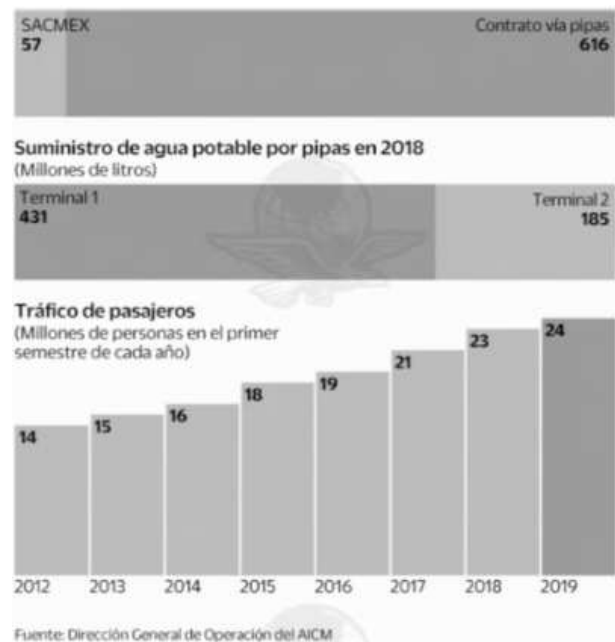 SACMEX
57
Contrato vía pipas
616
Suministro de agua potable por pipas en 2018
(Millones de litros)
Terminal 1
431
Terminal 2
185
Tráfico de pasajeros
(Millones de personas en el primer
semestre de cada año)
14
15
16
18
19
21
23
24
2012
2013
2014
2015
2016
2017
2018
2019
Fuente: Dirección General de Operación del AICM